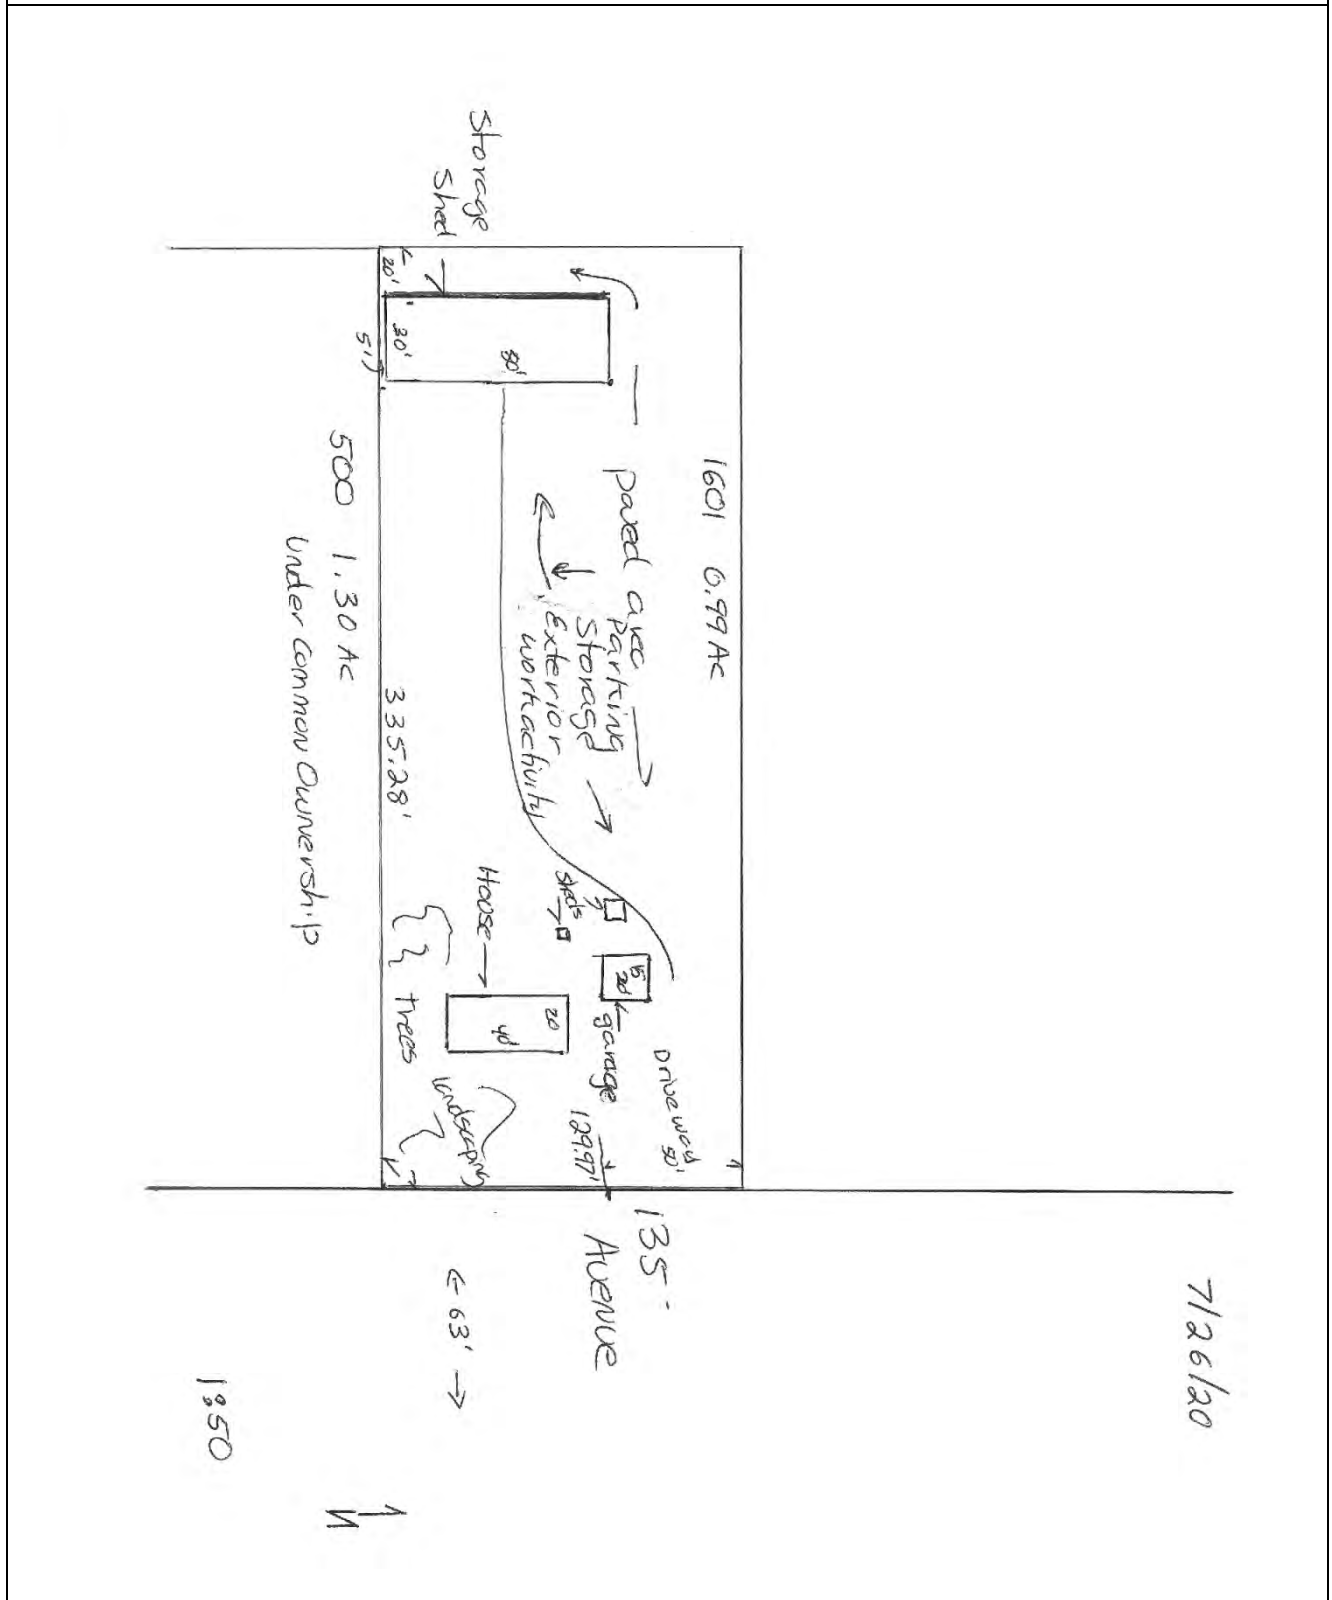 7/26/20
1601 0.99 Ac
Driveway
50'
135
Avenue
Paved area
Parking
Storage
Exterior
work activity
garage
15
20
129.97'
Sheds
House
20
40'
landscaping
Storage
Shed
20'
30'
80'
5'
335.28'
Trees
← 63' →
500 1.30 Ac
Under Common Ownership
1:50
N